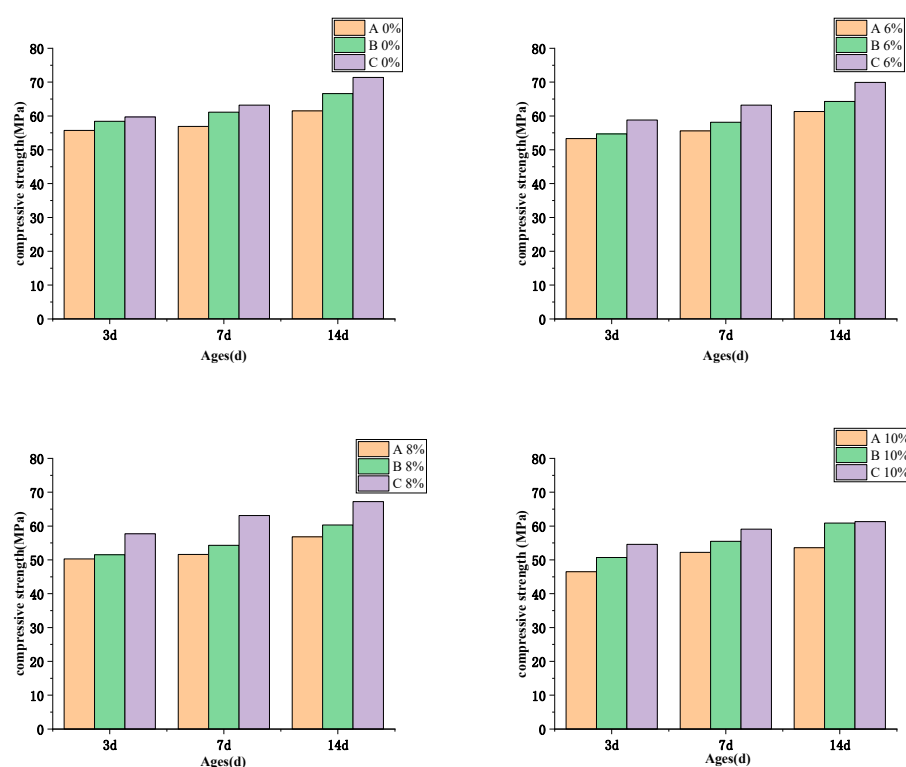 A 0%
B 0%
C 0%
compressive strength(MPa)
80
70
60
50
40
30
20
10
0
3d 7d 14d
Ages(d)
A 6%
B 6%
C 6%
compressive strength(MPa)
80
70
60
50
40
30
20
10
0
3d 7d 14d
Ages(d)
A 8%
B 8%
C 8%
compressive strength(MPa)
80
70
60
50
40
30
20
10
0
3d 7d 14d
Ages(d)
A 10%
B 10%
C 10%
compressive strength (MPa)
80
70
60
50
40
30
20
10
0
3d 7d 14d
Ages(d)